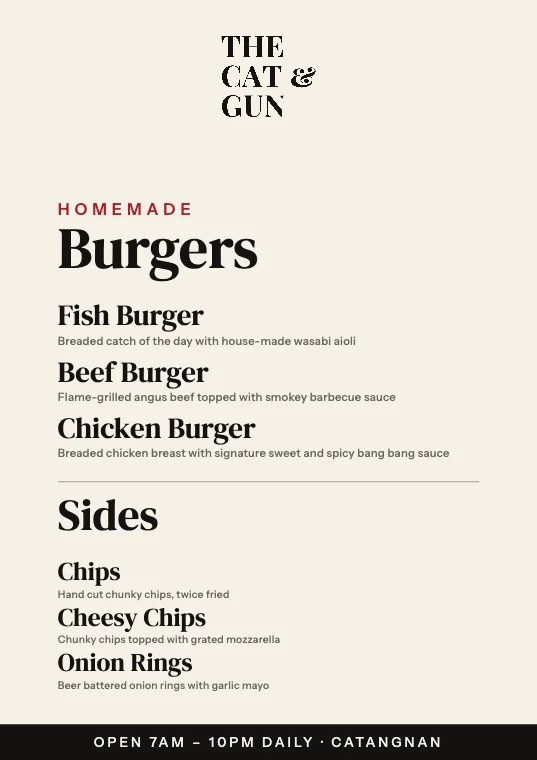 THE
CAT &
GUN
HOMEMADE
Burgers
Fish Burger
Breaded catch of the day with house-made wasabi aioli
Beef Burger
Flame-grilled angus beef topped with smokey barbecue sauce
Chicken Burger
Breaded chicken breast with signature sweet and spicy bang bang sauce
Sides
Chips
Hand cut chunky chips, twice fried
Cheesy Chips
Chunky chips topped with grated mozzarella
Onion Rings
Beer battered onion rings with garlic mayo
OPEN 7AM – 10PM DAILY · CATANGNAN